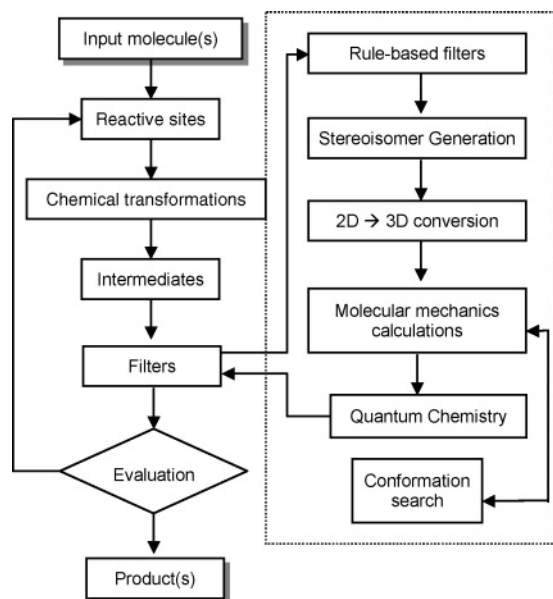 Input molecule(s)
Reactive sites
Chemical transformations
Intermediates
Filters
Evaluation
Product(s)
Rule-based filters
Stereoisomer Generation
2D → 3D conversion
Molecular mechanics
calculations
Quantum Chemistry
Conformation
search